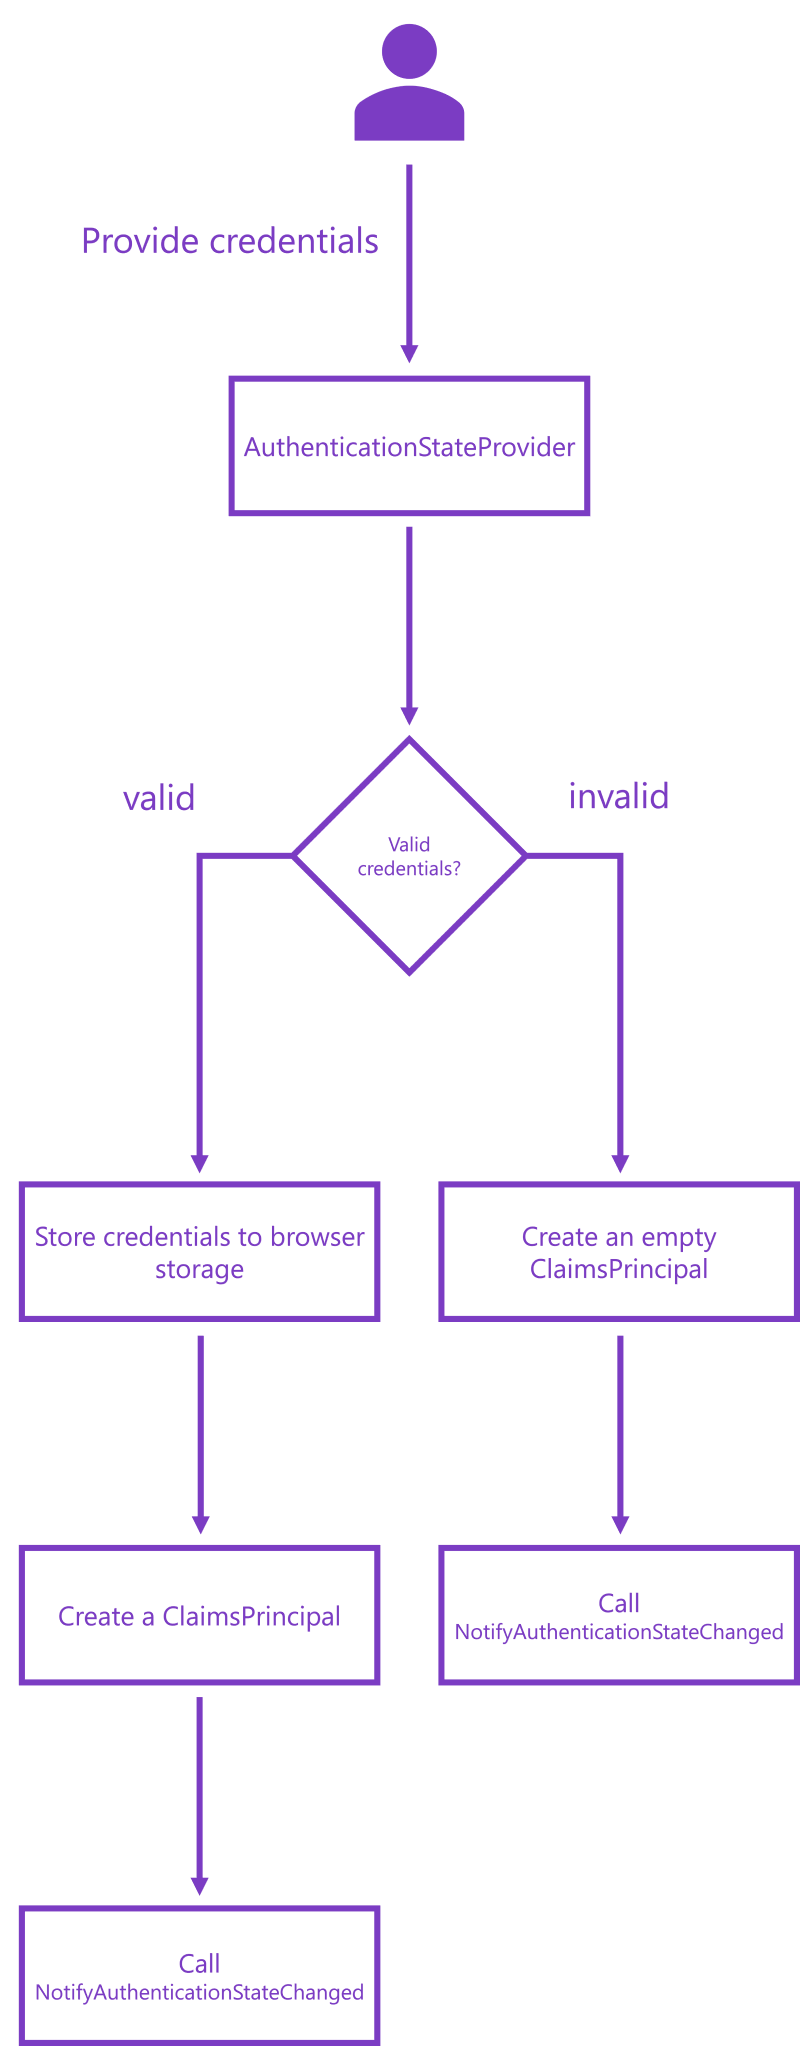 Provide credentials
AuthenticationStateProvider
valid
invalid
Valid
credentials?
Store credentials to browser
storage
Create an empty
ClaimsPrincipal
Create a ClaimsPrincipal
Call
NotifyAuthenticationStateChanged
Call
NotifyAuthenticationStateChanged